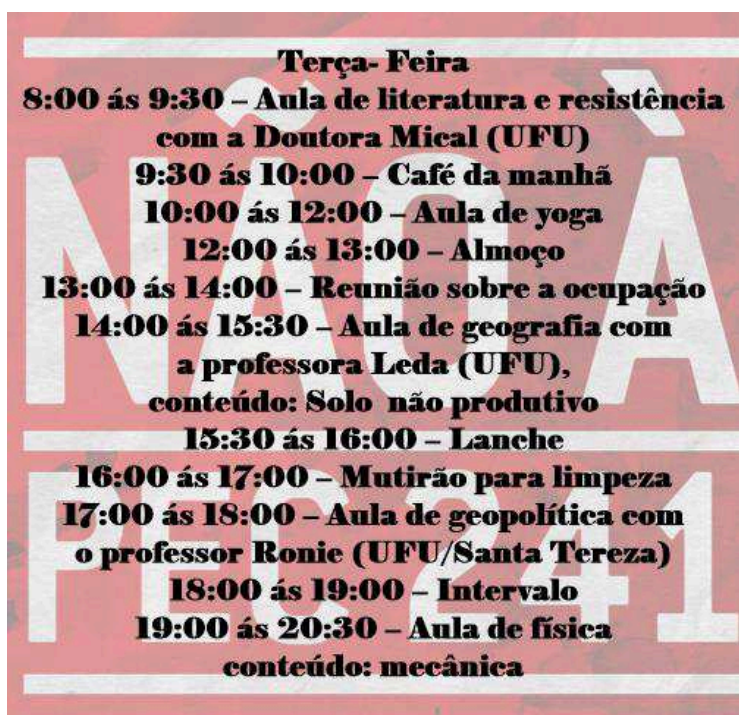 Terça- Feira
8:00 ás 9:30 – Aula de literatura e resistência
com a Doutora Mical (UFU)
9:30 ás 10:00 – Café da manhã
10:00 ás 12:00 – Aula de yoga
12:00 ás 13:00 – Almoço
13:00 ás 14:00 – Reunião sobre a ocupação
14:00 ás 15:30 – Aula de geografia com
a professora Leda (UFU),
conteúdo: Solo não produtivo
15:30 ás 16:00 – Lanche
16:00 ás 17:00 – Mutirão para limpeza
17:00 ás 18:00 – Aula de geopolítica com
o professor Ronie (UFU/Santa Tereza)
18:00 ás 19:00 – Intervalo
19:00 ás 20:30 – Aula de física
conteúdo: mecânica
NÃO À
PEC 241